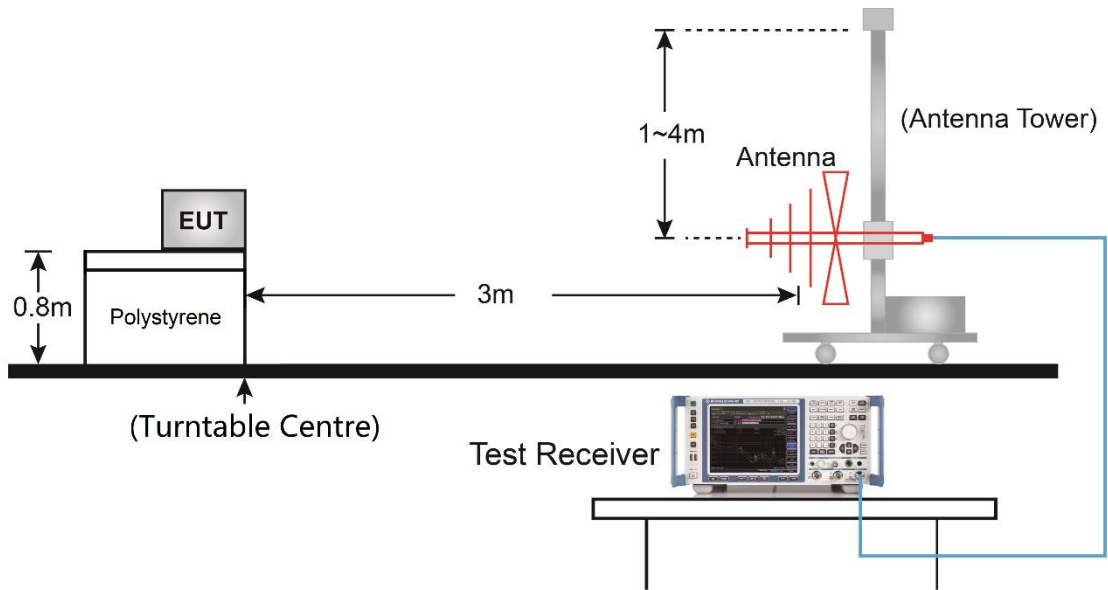 1~4m
(Antenna Tower)
Antenna
EUT
0.8m
3m
Polystyrene
(Turntable Centre)
Test Receiver